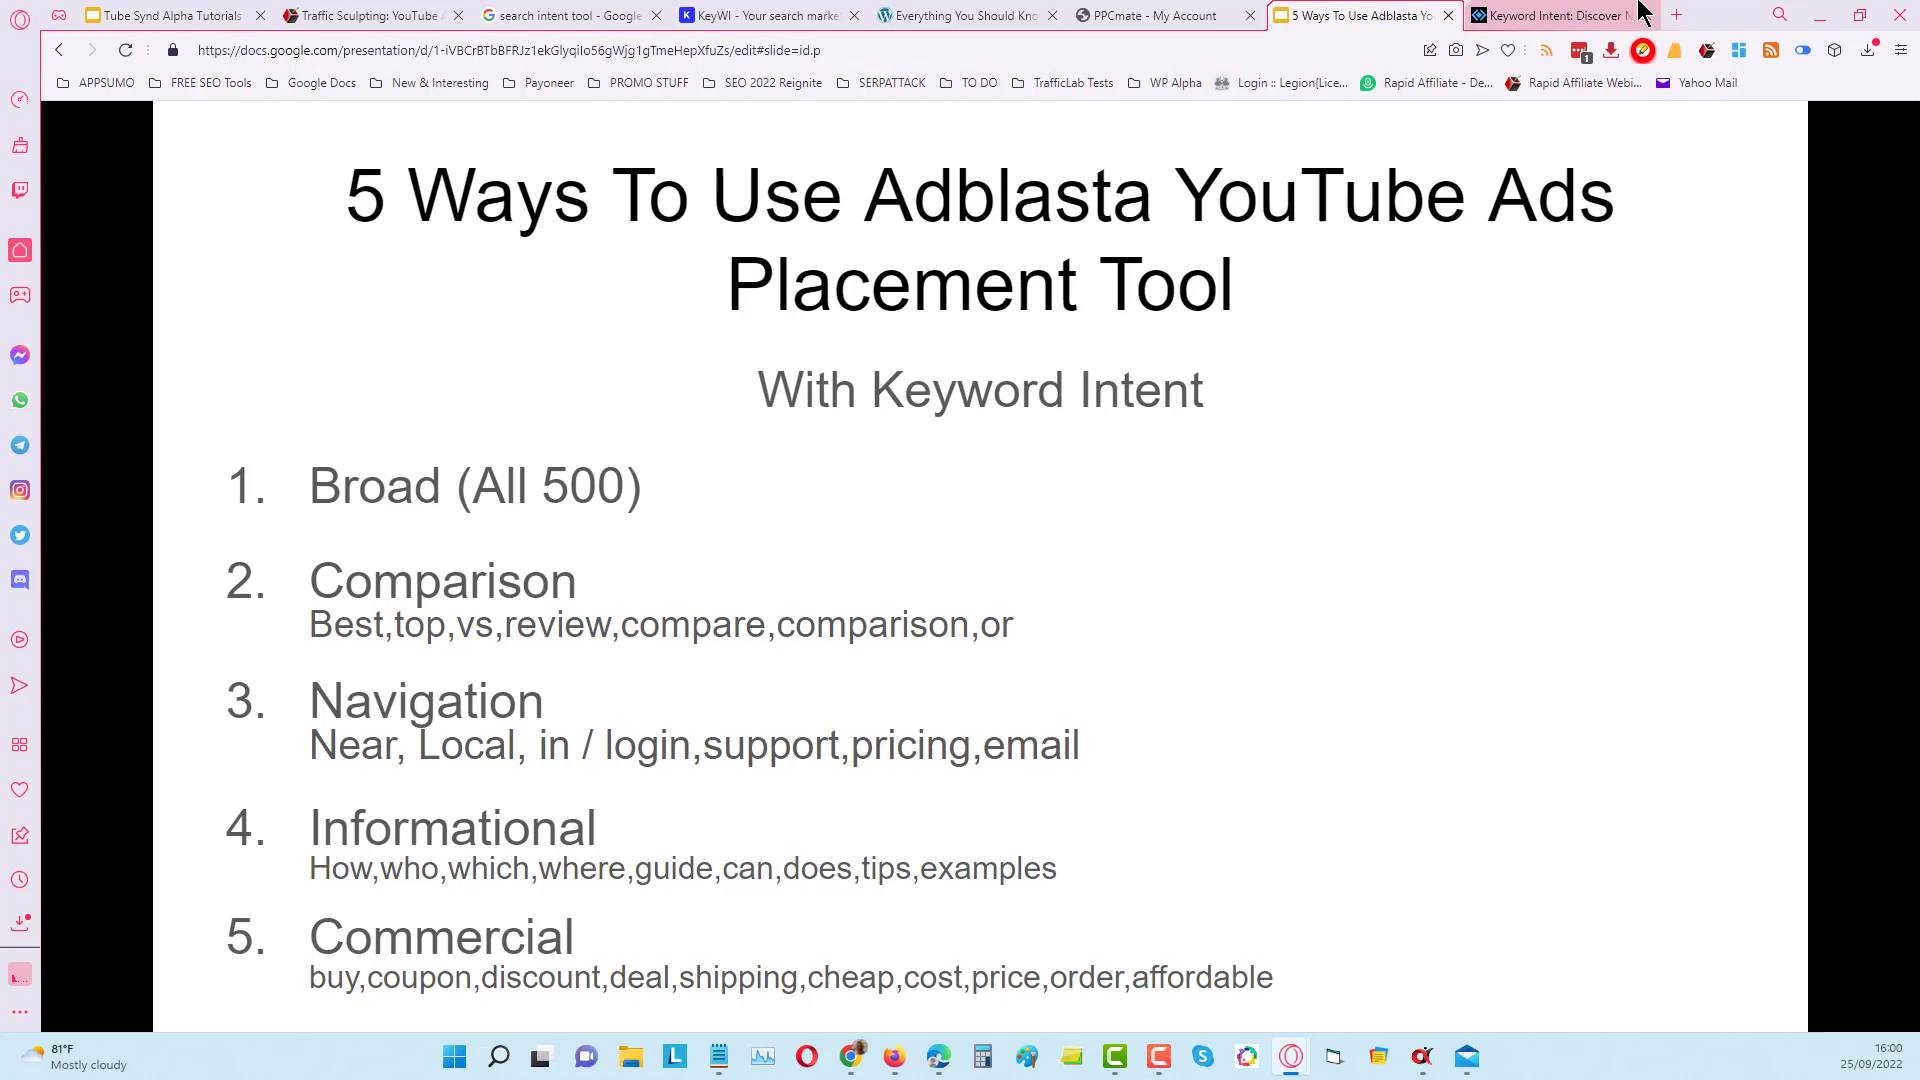 Tube Synd Alpha Tutorials
Traffic Sculpting: YouTube A
search intent tool - Google
KeyWI - Your search marke
Everything You Should Kno
PPCmate - My Account
5 Ways To Use Adblasta Yo
Keyword Intent: Discover N
https://docs.google.com/presentation/d/1-iVBCrBTbBFRJz1ekGlyqiIo56gWjg1gTmeHepXfuZs/edit#slide=id.p
1
APPSUMO
FREE SEO Tools
Google Docs
New & Interesting
Payoneer
PROMO STUFF
SEO 2022 Reignite
SERPATTACK
TO DO
TrafficLab Tests
WP Alpha
Login :: Legion{Lice...
Rapid Affiliate - De...
Rapid Affiliate Webi...
Yahoo Mail
5 Ways To Use Adblasta YouTube Ads
Placement Tool
With Keyword Intent
1. Broad (All 500)
2. Comparison
Best,top,vs,review,compare,comparison,or
3. Navigation
Near, Local, in / login,support,pricing,email
4. Informational
How,who,which,where,guide,can,does,tips,examples
5. Commercial
buy,coupon,discount,deal,shipping,cheap,cost,price,order,affordable
81°F
Mostly cloudy
16:00
25/09/2022